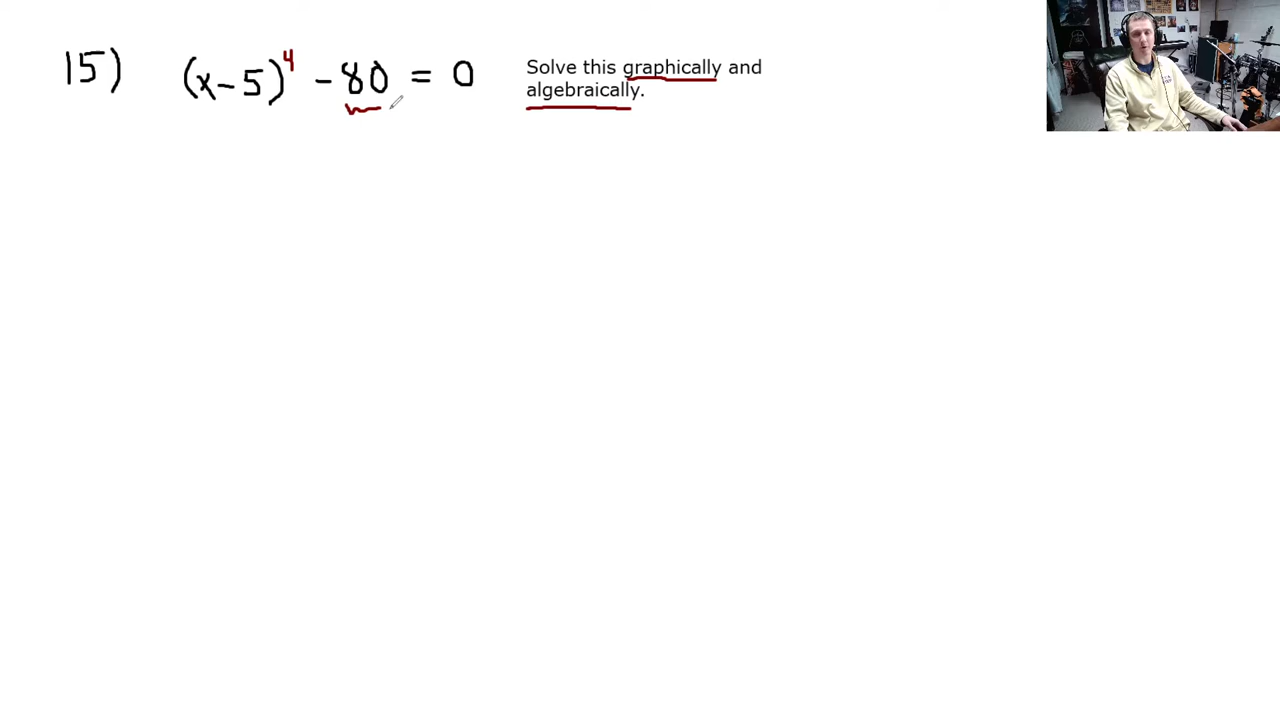 15) (x-5)⁴ - 80 = 0
Solve this graphically and
algebraically.